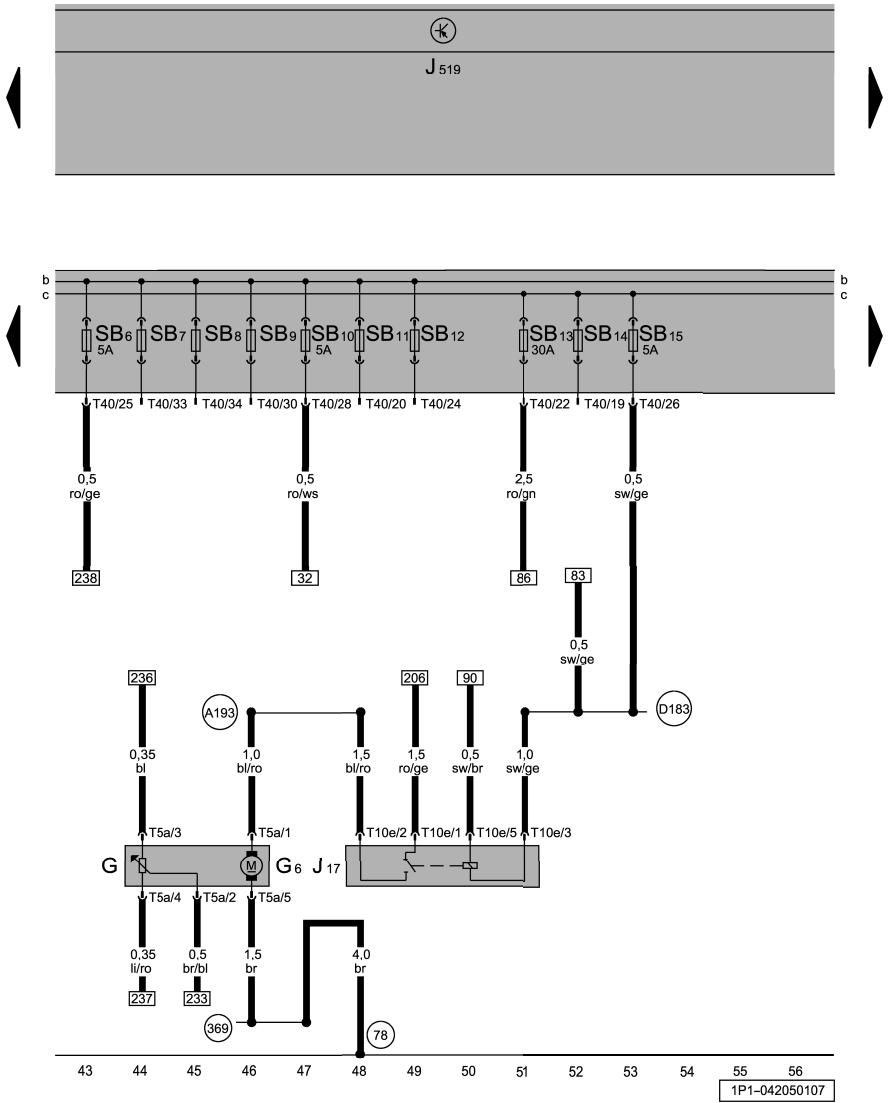 J 519
b b
c c
SB6 SB7 SB8 SB9 SB10 SB11 SB12 SB13 SB14 SB15
5A 5A 30A 5A
T40/25 T40/33 T40/34 T40/30 T40/28 T40/20 T40/24 T40/22 T40/19 T40/26
0,5 0,5 2,5 0,5
ro/ge ro/ws ro/gn sw/ge
238 32 86 83
0,5
sw/ge
236 206 90
A193 D183
0,35 1,0 1,5 1,5 0,5 1,0
bl bl/ro bl/ro ro/ge sw/br sw/ge
T5a/3 T5a/1 T10e/2 T10e/1 T10e/5 T10e/3
G M G6 J17
T5a/4 T5a/2 T5a/5
0,35 0,5 1,5 4,0
li/ro br/bl br br
237 233
369 78
43 44 45 46 47 48 49 50 51 52 53 54 55 56
1P1-042050107